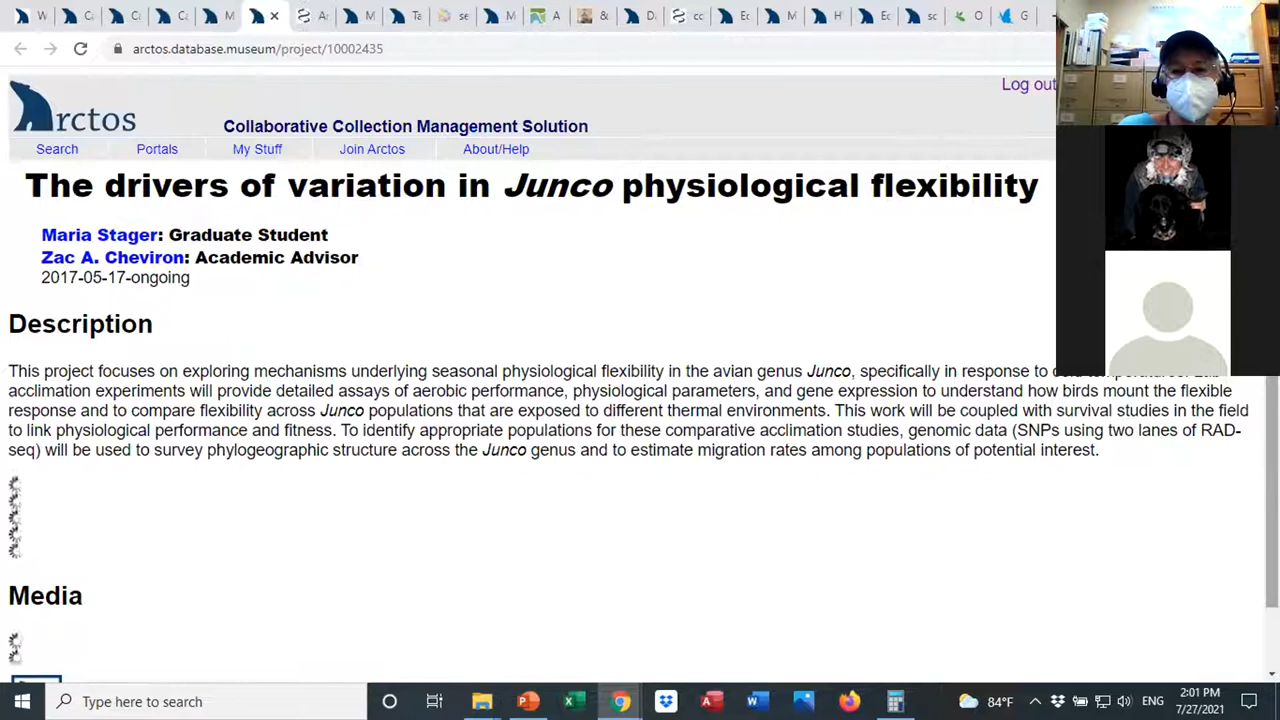 W
Ca
M
Ar
M
Ta
M
A
&
D
cc
Ec
M
H
Ec
sc
O
G
arctos.database.museum/project/10002435
Arctos
Collaborative Collection Management Solution
Log out
Search
Portals
My Stuff
Join Arctos
About/Help
The drivers of variation in Junco physiological flexibility
Maria Stager: Graduate Student
Zac A. Cheviron: Academic Advisor
2017-05-17-ongoing
Description
This project focuses on exploring mechanisms underlying seasonal physiological flexibility in the avian genus Junco, specifically in response to
acclimation experiments will provide detailed assays of aerobic performance, physiological parameters, and gene expression to understand how birds mount the flexible
response and to compare flexibility across Junco populations that are exposed to different thermal environments. This work will be coupled with survival studies in the field
to link physiological performance and fitness. To identify appropriate populations for these comparative acclimation studies, genomic data (SNPs using two lanes of RAD-
seq) will be used to survey phylogeographic structure across the Junco genus and to estimate migration rates among populations of potential interest.
Media
Type here to search
84°F
ENG
2:01 PM
7/27/2021